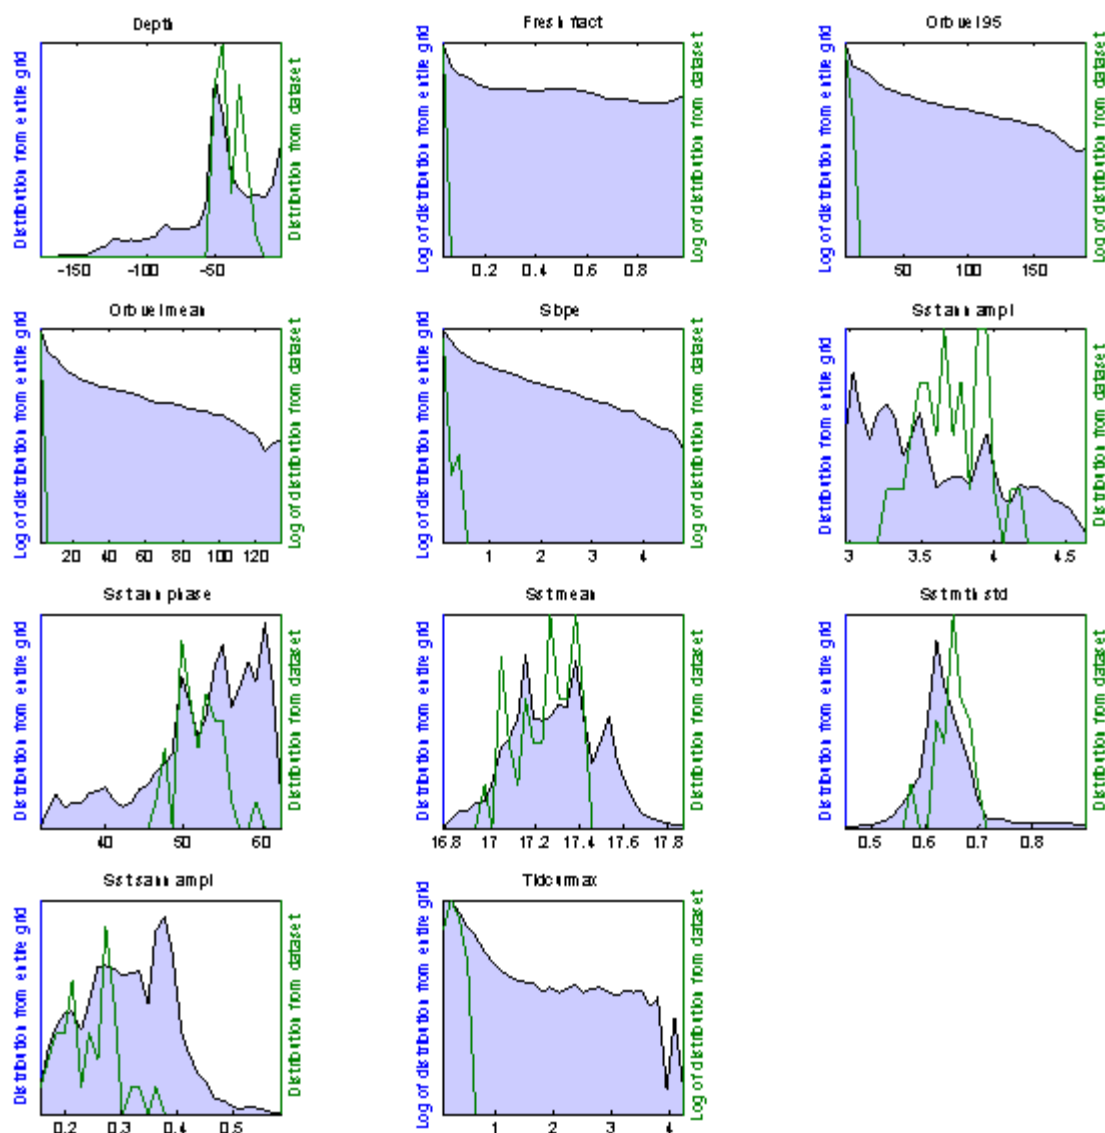 Depth
Distribution from entire grid
Distribution from dataset
-150 -100 -50
Fresh fract
Log of distribution from entire grid
Log of distribution from dataset
0.2 0.4 0.6 0.8
Orbvel95
Log of distribution from entire grid
Log of distribution from dataset
50 100 150
Orbvelmean
Log of distribution from entire grid
Log of distribution from dataset
20 40 60 80 100 120
Slope
Log of distribution from entire grid
Log of distribution from dataset
1 2 3 4
Sstannampl
Distribution from entire grid
Distribution from dataset
3 3.5 4 4.5
Sstannphase
Distribution from entire grid
Distribution from dataset
40 50 60
Sstmean
Distribution from entire grid
Distribution from dataset
16.8 17 17.2 17.4 17.6 17.8
Sstmthstd
Distribution from entire grid
Distribution from dataset
0.5 0.6 0.7 0.8
Sstsannampl
Distribution from entire grid
Distribution from dataset
0.2 0.3 0.4 0.5
Tidcurmax
Log of distribution from entire grid
Log of distribution from dataset
1 2 3 4